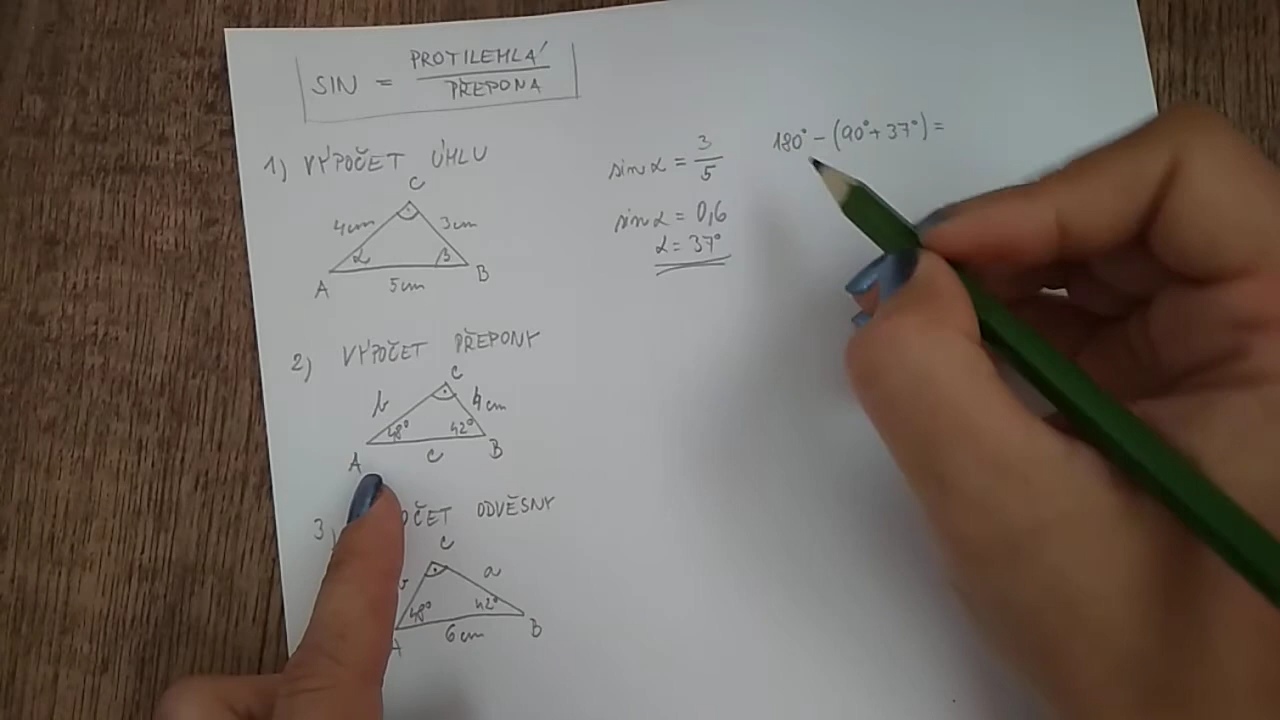 SIN = PROTILEHLÁ
PŘEPONA
1) VÝPOČET ÚHLU
C
4cm 3cm
α β
A 5cm B
sin α = 3
5
sin α = 0,6
α = 37°
180° - (90° + 37°) =
2) VÝPOČET PŘEPONY
C
b 4cm
48° 42°
A c B
3) ODVĚSNY
C
a
48° 42°
A 6cm B